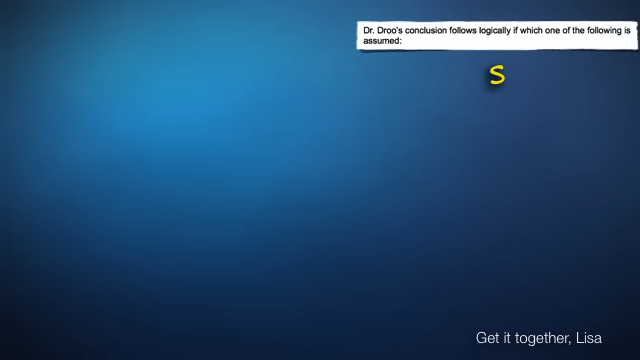 Dr. Droo's conclusion follows logically if which one of the following is
assumed:
S
Get it together, Lisa